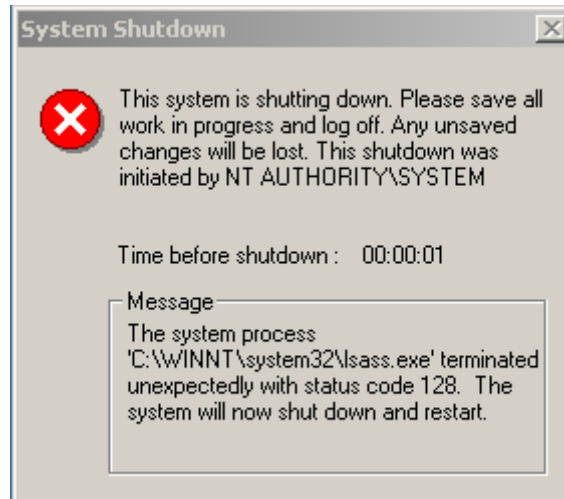 System Shutdown
This system is shutting down. Please save all
work in progress and log off. Any unsaved
changes will be lost. This shutdown was
initiated by NT AUTHORITY\SYSTEM
Time before shutdown : 00:00:01
Message
The system process
'C:\WINNT\system32\lsass.exe' terminated
unexpectedly with status code 128. The
system will now shut down and restart.